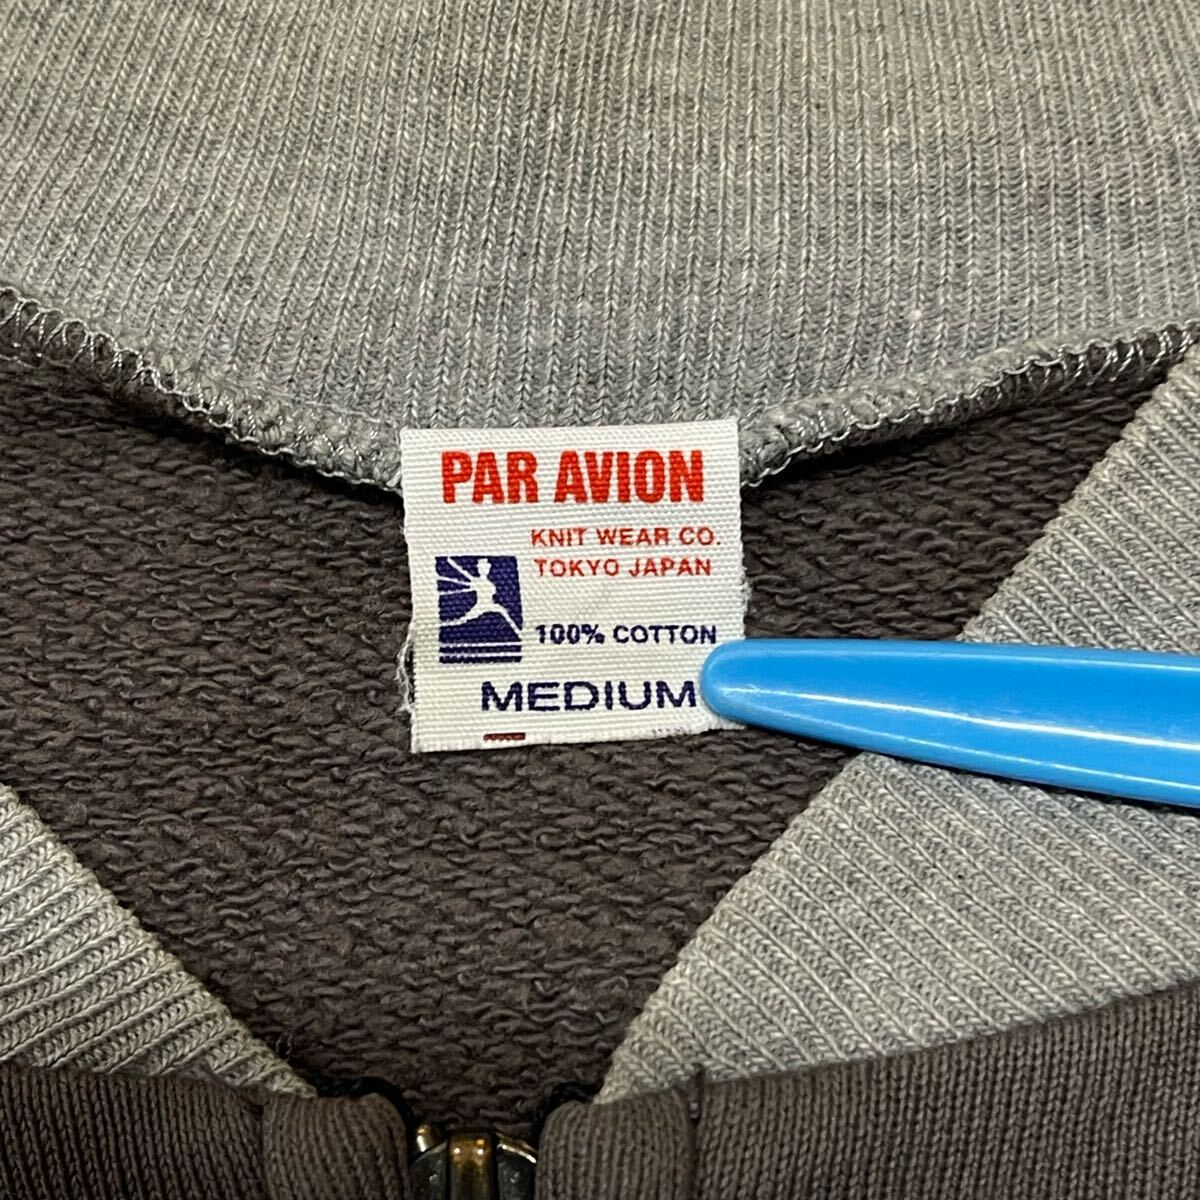 PAR AVION
KNIT WEAR CO.
TOKYO JAPAN
100% COTTON
MEDIUM